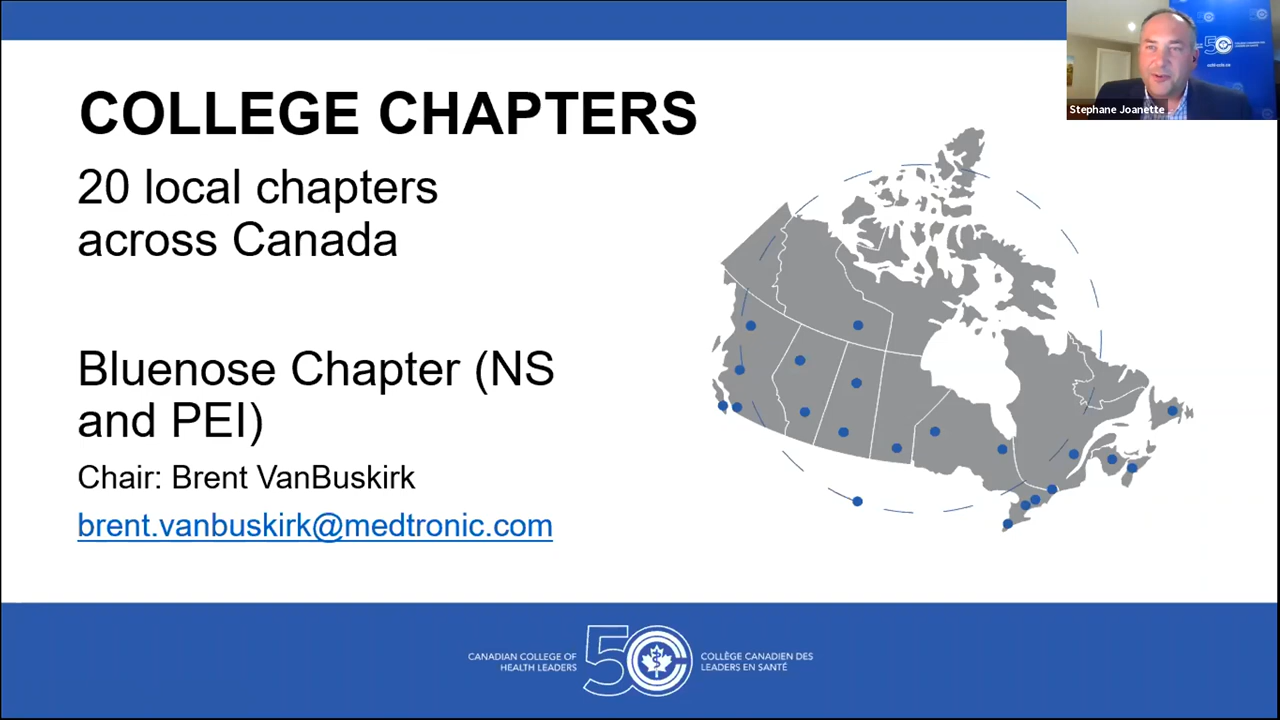 COLLEGE CHAPTERS
20 local chapters
across Canada
Bluenose Chapter (NS
and PEI)
Chair: Brent VanBuskirk
brent.vanbuskirk@medtronic.com
Stephane Joanette
CANADIAN COLLEGE OF
HEALTH LEADERS
50
COLLÈGE CANADIEN DES
LEADERS EN SANTÉ